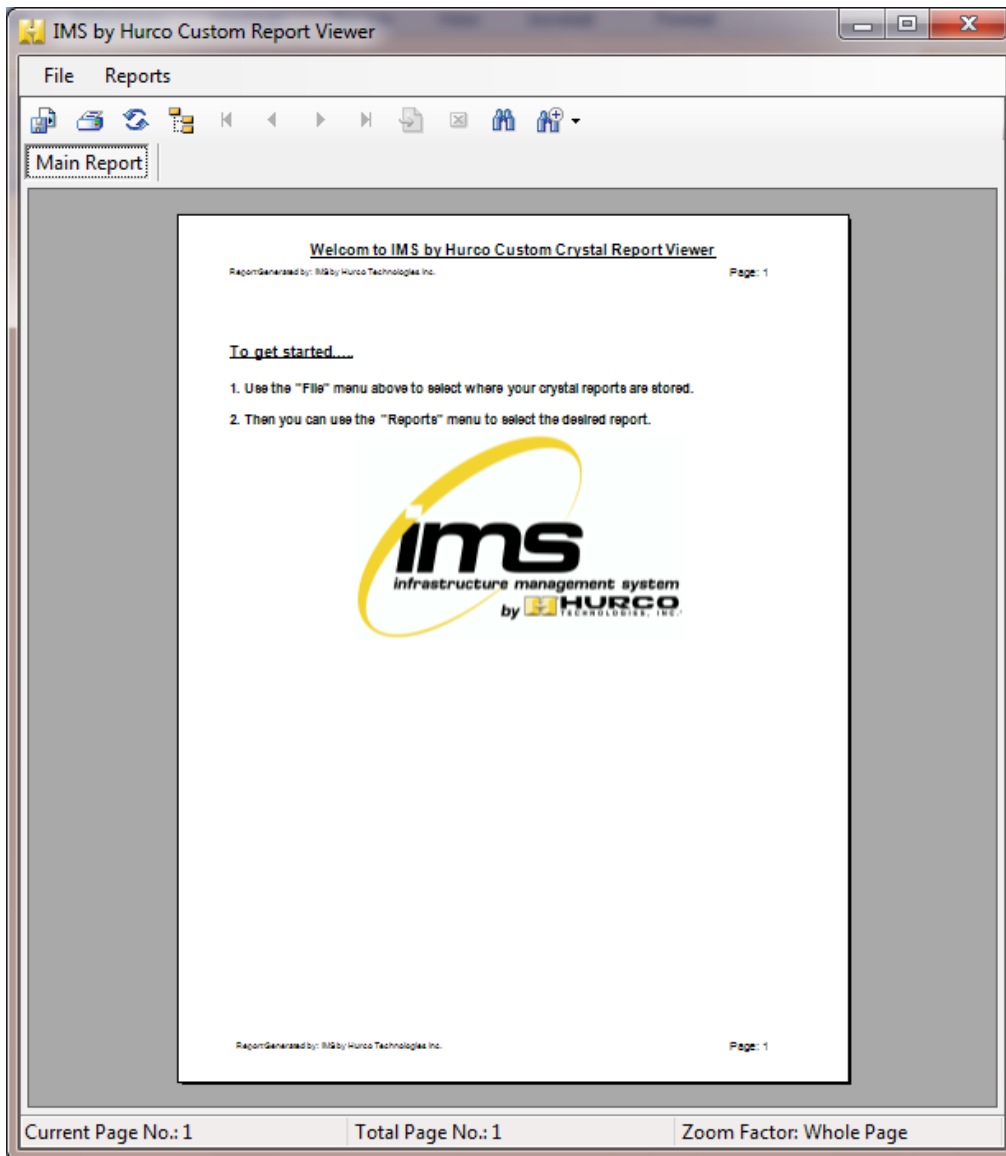 IMS by Hurco Custom Report Viewer
File Reports
Main Report
Welcom to IMS by Hurco Custom Crystal Report Viewer
ReportGenerated by: IMS by Hurco Technologies Inc. Page: 1
To get started.....
1. Use the "File" menu above to select where your crystal reports are stored.
2. Then you can use the "Reports" menu to select the desired report.
ims
infrastructure management system
by HURCO
TECHNOLOGIES, INC.
ReportGenerated by: IMS by Hurco Technologies Inc. Page: 1
Current Page No.: 1 Total Page No.: 1 Zoom Factor: Whole Page